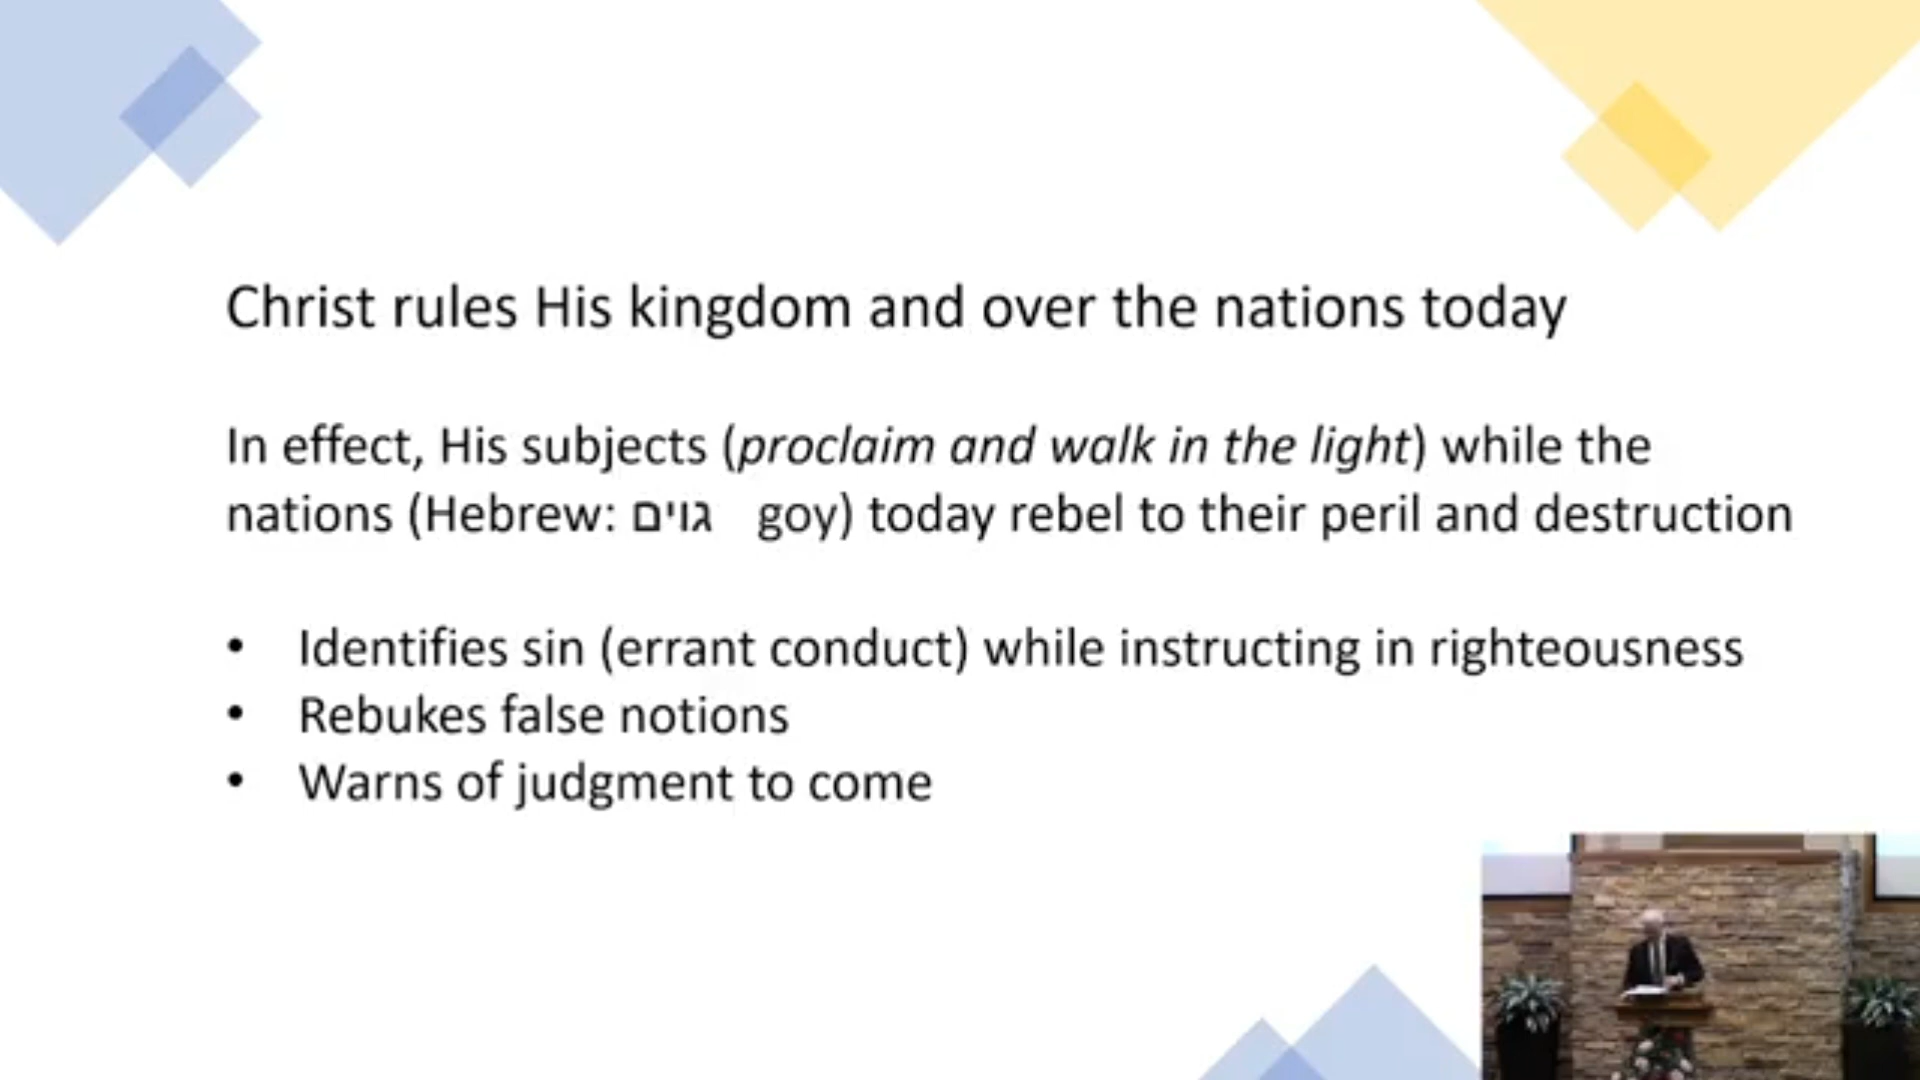 Christ rules His kingdom and over the nations today
In effect, His subjects (proclaim and walk in the light) while the
nations (Hebrew: גוים goy) today rebel to their peril and destruction
• Identifies sin (errant conduct) while instructing in righteousness
• Rebukes false notions
• Warns of judgment to come